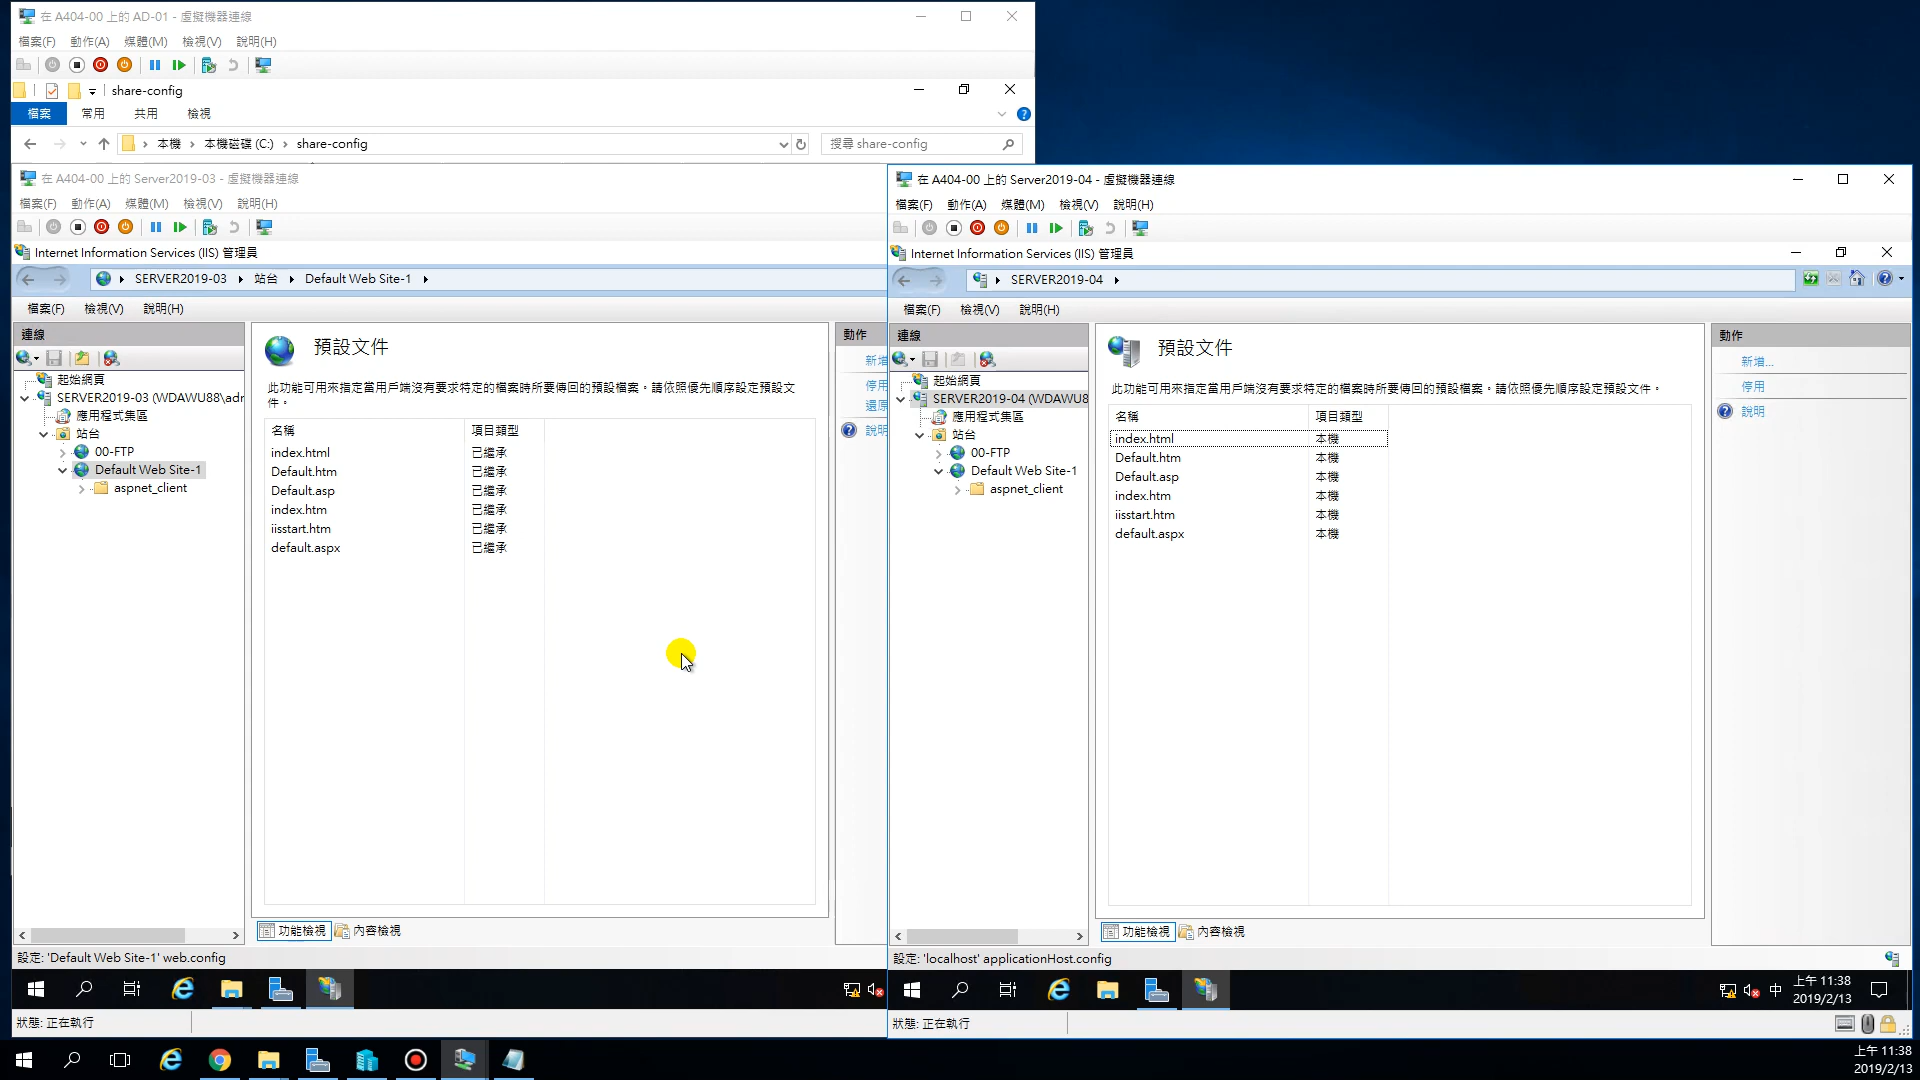 在 A404-00 上的 AD-01 - 虛擬機器連線
檔案(F) 動作(A) 媒體(M) 檢視(V) 說明(H)
share-config
檔案 常用 共用 檢視
本機 本機磁碟 (C:) share-config
搜尋 share-config
在 A404-00 上的 Server2019-03 - 虛擬機器連線
檔案(F) 動作(A) 媒體(M) 檢視(V) 說明(H)
Internet Information Services (IIS) 管理員
SERVER2019-03 站台 Default Web Site-1
檔案(F) 檢視(V) 說明(H)
連線
起始網頁
SERVER2019-03 (WDAWU88\adr
應用程式集區
站台
00-FTP
Default Web Site-1
aspnet_client
預設文件
此功能可用來指定當用戶端沒有要求特定的檔案時所要傳回的預設檔案。請依照優先順序設定預設文
件。
名稱 項目類型
index.html 已繼承
Default.htm 已繼承
Default.asp 已繼承
index.htm 已繼承
iisstart.htm 已繼承
default.aspx 已繼承
動作
新增
停用
還原
說明
功能檢視 內容檢視
設定: 'Default Web Site-1' web.config
狀態: 正在執行
在 A404-00 上的 Server2019-04 - 虛擬機器連線
檔案(F) 動作(A) 媒體(M) 檢視(V) 說明(H)
Internet Information Services (IIS) 管理員
SERVER2019-04
檔案(F) 檢視(V) 說明(H)
連線
起始網頁
SERVER2019-04 (WDAWU8
應用程式集區
站台
00-FTP
Default Web Site-1
aspnet_client
預設文件
此功能可用來指定當用戶端沒有要求特定的檔案時所要傳回的預設檔案。請依照優先順序設定預設文件。
名稱 項目類型
index.html 本機
Default.htm 本機
Default.asp 本機
index.htm 本機
iisstart.htm 本機
default.aspx 本機
動作
新增...
停用
說明
功能檢視 內容檢視
設定: 'localhost' applicationHost.config
中
上午 11:38
2019/2/13
狀態: 正在執行
上午 11:38
2019/2/13